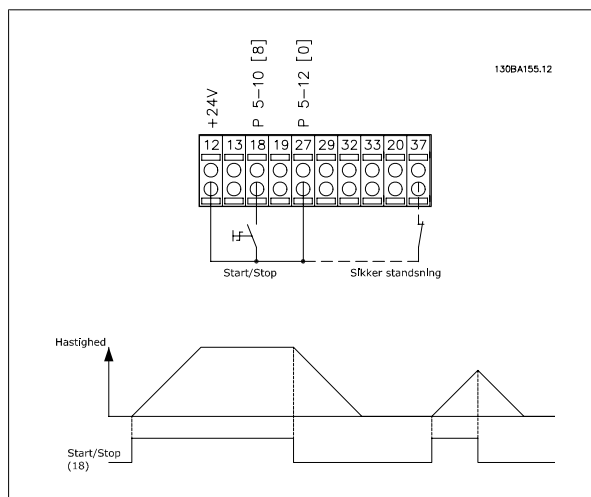 130BA155.12
+24V
P 5-10 [8]
P 5-12 [0]
12 13 18 19 27 29 32 33 20 37
Start/Stop
Sikker standsning
Hastighed
Start/Stop
(18)